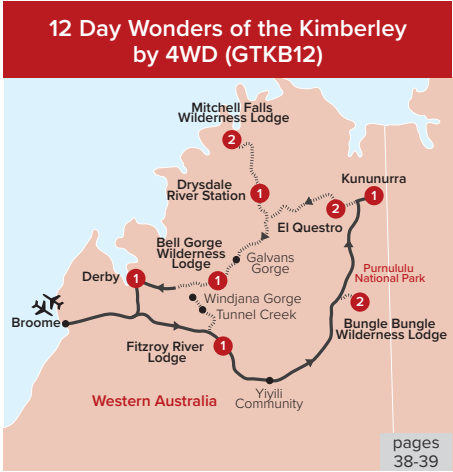 12 Day Wonders of the Kimberley
by 4WD (GTKB12)
Mitchell Falls
Wilderness Lodge
2
Drysdale
River Station
1
Kununurra
1
2
El Questro
Bell Gorge
Wilderness
Lodge
1
Galvans
Gorge
Derby
1
Purnululu
National Park
2
Windjana Gorge
Tunnel Creek
Broome
Bungle Bungle
Wilderness Lodge
Fitzroy River
Lodge
1
Yiyili
Community
Western Australia
pages
38-39